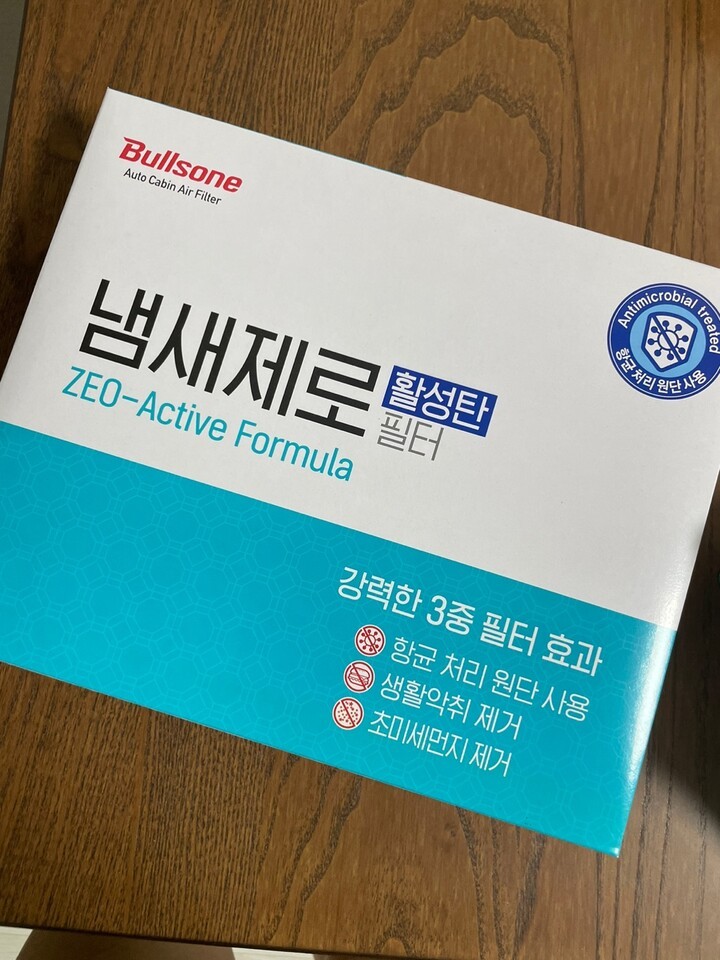 Bullsone
Auto Cabin Air Filter
Antimicrobial treated
항균 처리 원단 사용
냄새제로 활성탄
필터
ZEO-Active Formula
강력한 3중 필터 효과
항균 처리 원단 사용
생활악취 제거
초미세먼지 제거